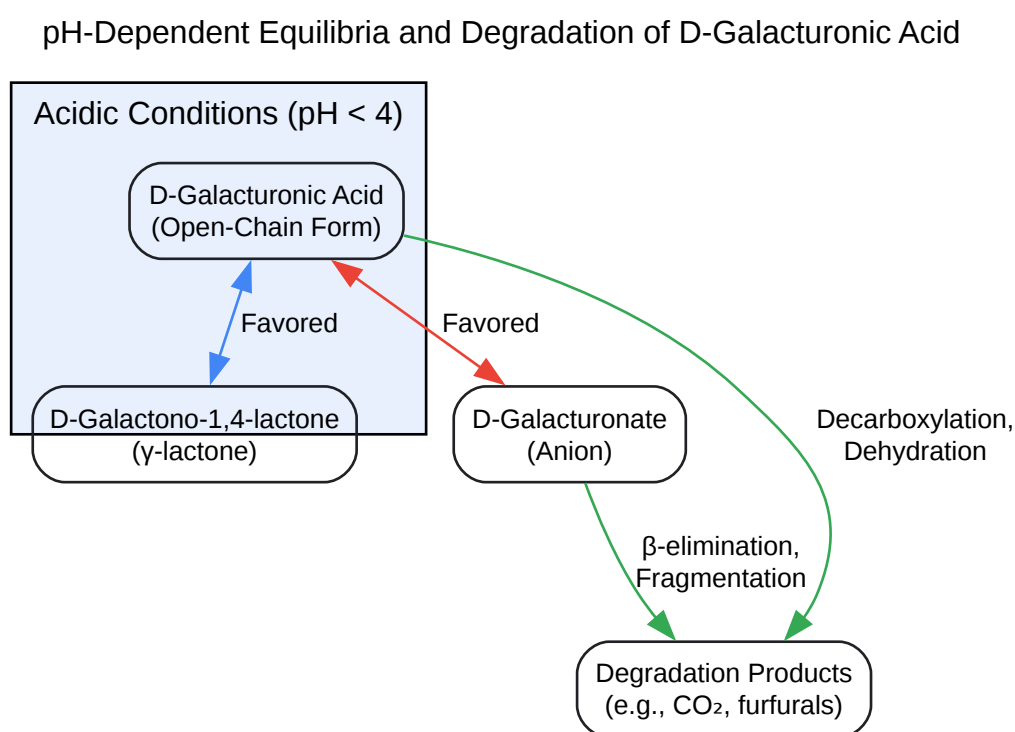 pH-Dependent Equilibria and Degradation of D-Galacturonic Acid
Acidic Conditions (pH < 4)
D-Galacturonic Acid
(Open-Chain Form)
Favored
Favored
D-Galactono-1,4-lactone
(γ-lactone)
D-Galacturonate
(Anion)
Decarboxylation,
Dehydration
β-elimination,
Fragmentation
Degradation Products
(e.g., CO₂, furfurals)